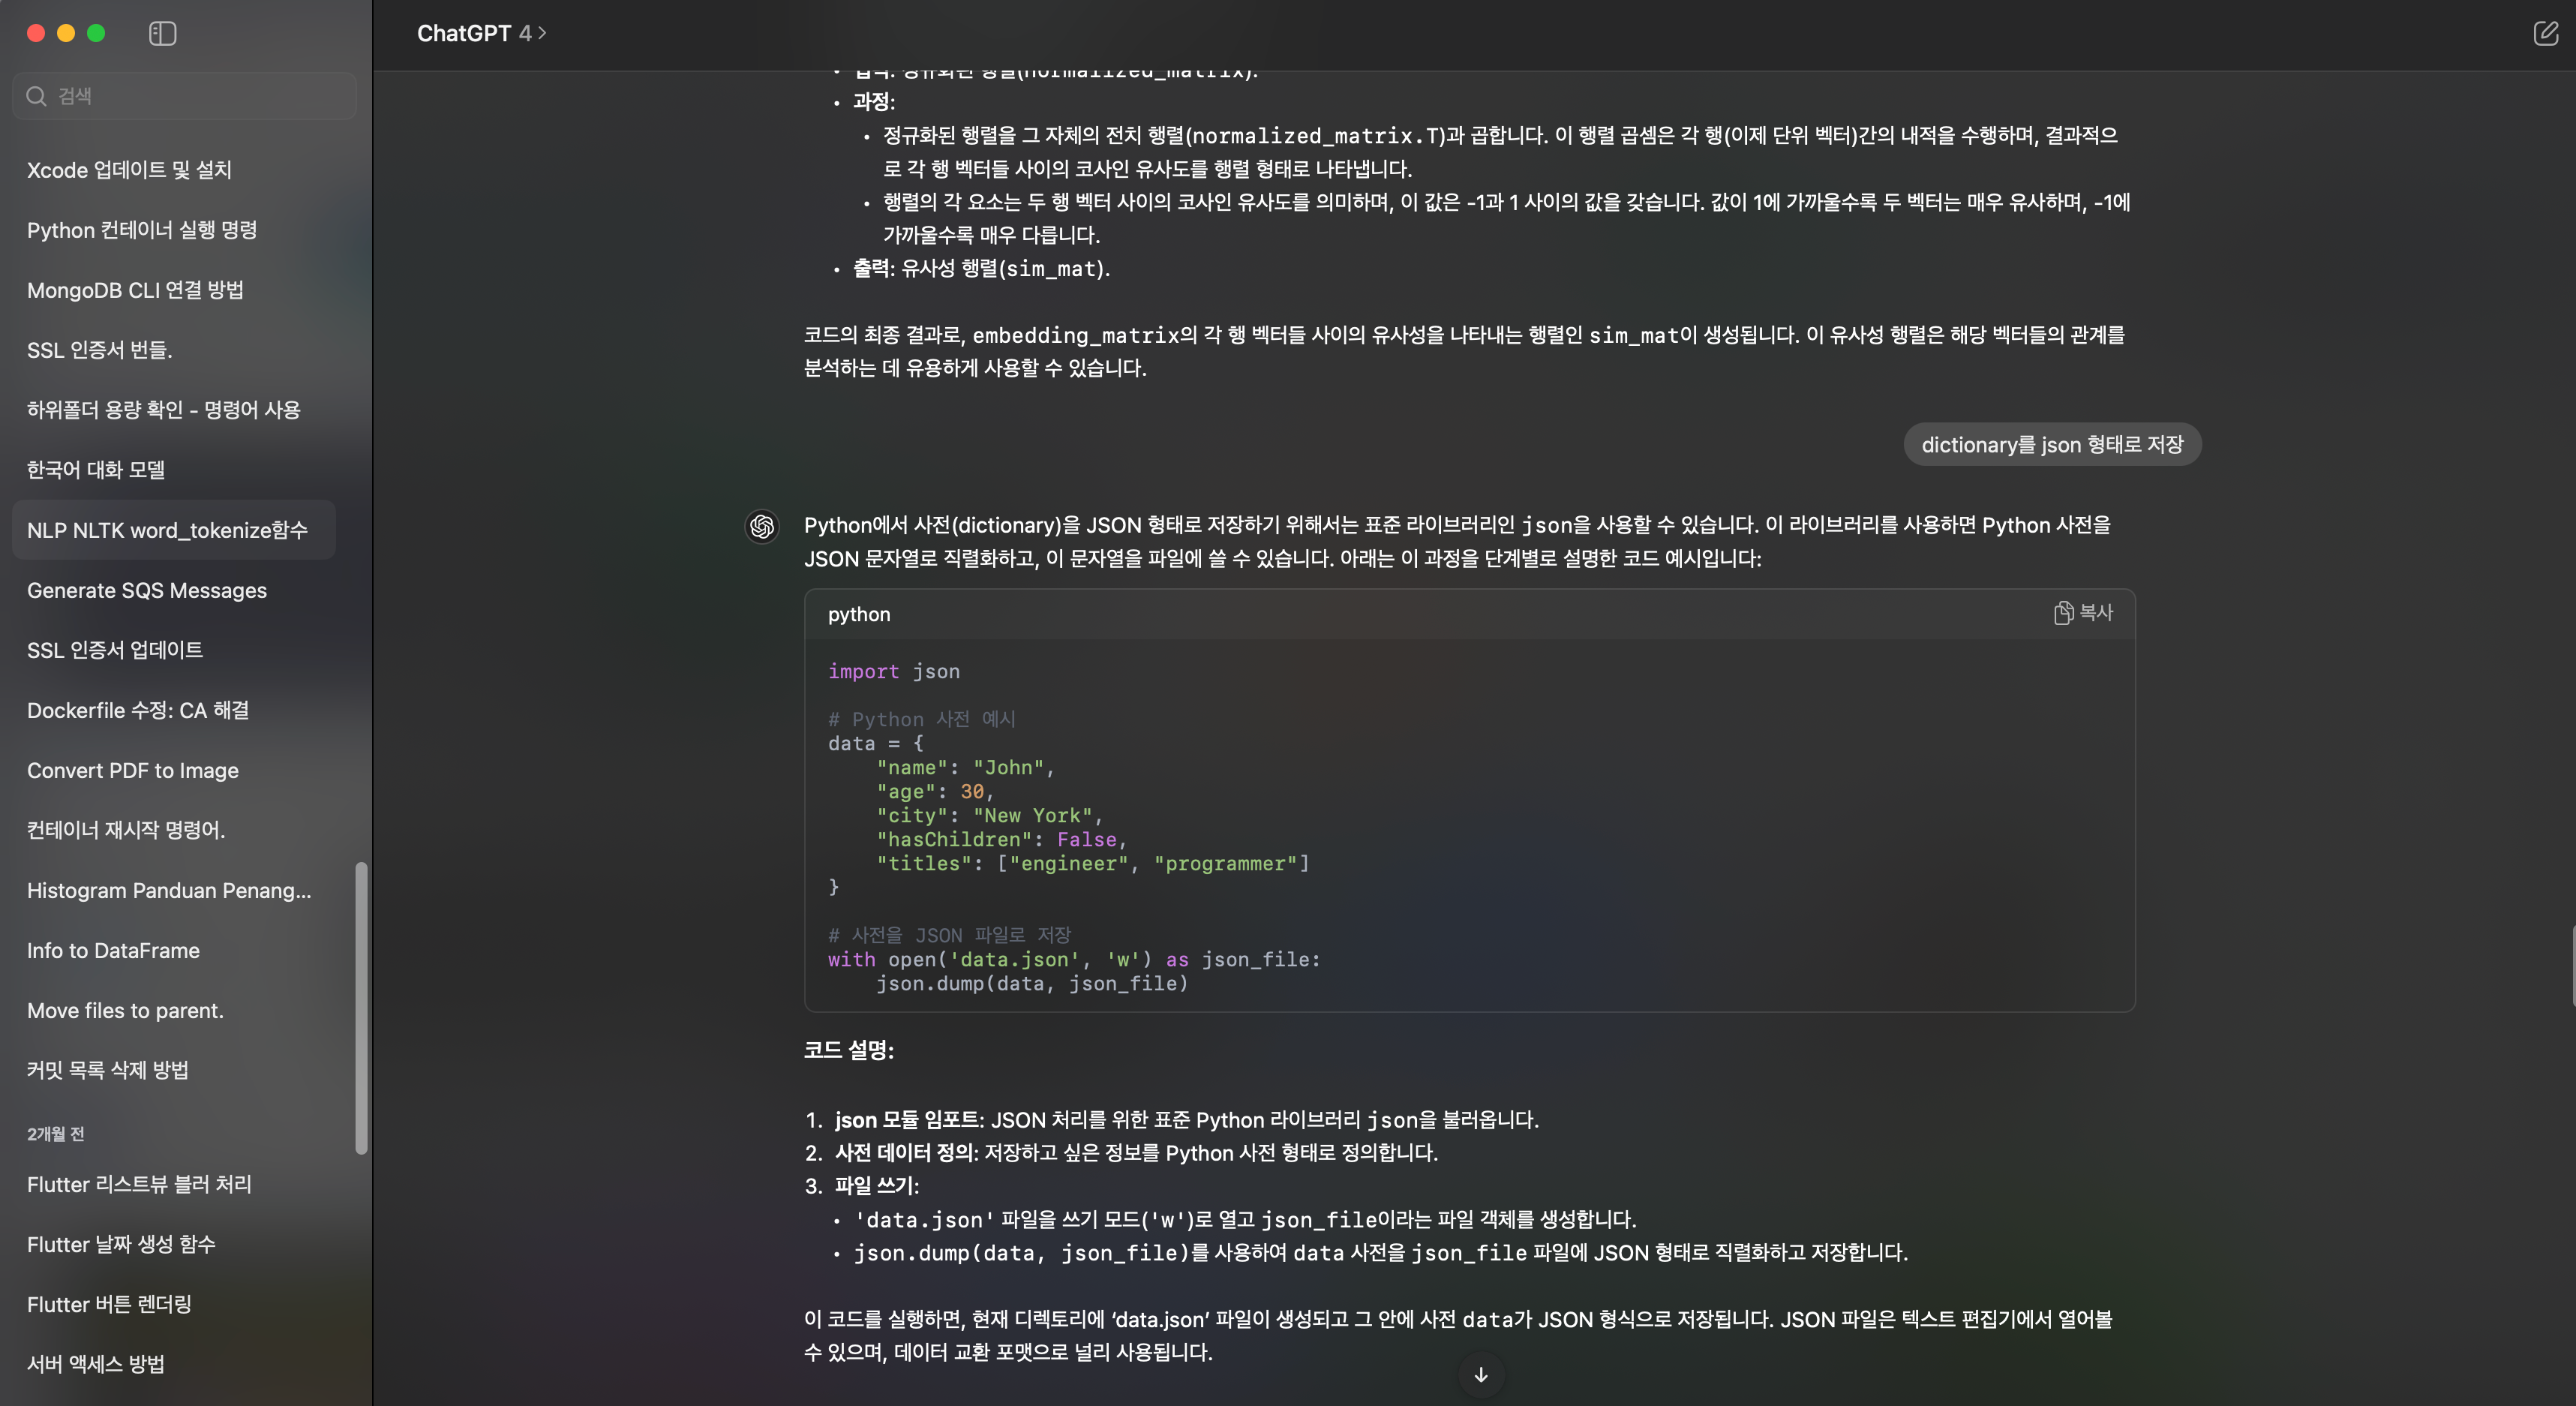 검색
Xcode 업데이트 및 설치
Python 컨테이너 실행 명령
MongoDB CLI 연결 방법
SSL 인증서 번들.
하위폴더 용량 확인 - 명령어 사용
한국어 대화 모델
NLP NLTK word_tokenize함수
Generate SQS Messages
SSL 인증서 업데이트
Dockerfile 수정: CA 해결
Convert PDF to Image
컨테이너 재시작 명령어.
Histogram Panduan Penang...
Info to DataFrame
Move files to parent.
커밋 목록 삭제 방법
2개월 전
Flutter 리스트뷰 블러 처리
Flutter 날짜 생성 함수
Flutter 버튼 렌더링
서버 액세스 방법
ChatGPT 4 >
• 입력: 정규화된 행렬(normalized_matrix).
• 과정:
• 정규화된 행렬을 그 자체의 전치 행렬(normalized_matrix.T)과 곱합니다. 이 행렬 곱셈은 각 행(이제 단위 벡터)간의 내적을 수행하며, 결과적으
로 각 행 벡터들 사이의 코사인 유사도를 행렬 형태로 나타냅니다.
• 행렬의 각 요소는 두 행 벡터 사이의 코사인 유사도를 의미하며, 이 값은 -1과 1 사이의 값을 갖습니다. 값이 1에 가까울수록 두 벡터는 매우 유사하며, -1에
가까울수록 매우 다릅니다.
• 출력: 유사성 행렬(sim_mat).
코드의 최종 결과로, embedding_matrix의 각 행 벡터들 사이의 유사성을 나타내는 행렬인 sim_mat이 생성됩니다. 이 유사성 행렬은 해당 벡터들의 관계를
분석하는 데 유용하게 사용할 수 있습니다.
dictionary를 json 형태로 저장
Python에서 사전(dictionary)을 JSON 형태로 저장하기 위해서는 표준 라이브러리인 json을 사용할 수 있습니다. 이 라이브러리를 사용하면 Python 사전을
JSON 문자열로 직렬화하고, 이 문자열을 파일에 쓸 수 있습니다. 아래는 이 과정을 단계별로 설명한 코드 예시입니다:
python
복사
import json
# Python 사전 예시
data = {
    "name": "John",
    "age": 30,
    "city": "New York",
    "hasChildren": False,
    "titles": ["engineer", "programmer"]
}
# 사전을 JSON 파일로 저장
with open('data.json', 'w') as json_file:
    json.dump(data, json_file)
코드 설명:
1. json 모듈 임포트: JSON 처리를 위한 표준 Python 라이브러리 json을 불러옵니다.
2. 사전 데이터 정의: 저장하고 싶은 정보를 Python 사전 형태로 정의합니다.
3. 파일 쓰기:
• 'data.json' 파일을 쓰기 모드('w')로 열고 json_file이라는 파일 객체를 생성합니다.
• json.dump(data, json_file)를 사용하여 data 사전을 json_file 파일에 JSON 형태로 직렬화하고 저장합니다.
이 코드를 실행하면, 현재 디렉토리에 ‘data.json’ 파일이 생성되고 그 안에 사전 data가 JSON 형식으로 저장됩니다. JSON 파일은 텍스트 편집기에서 열어볼
수 있으며, 데이터 교환 포맷으로 널리 사용됩니다.